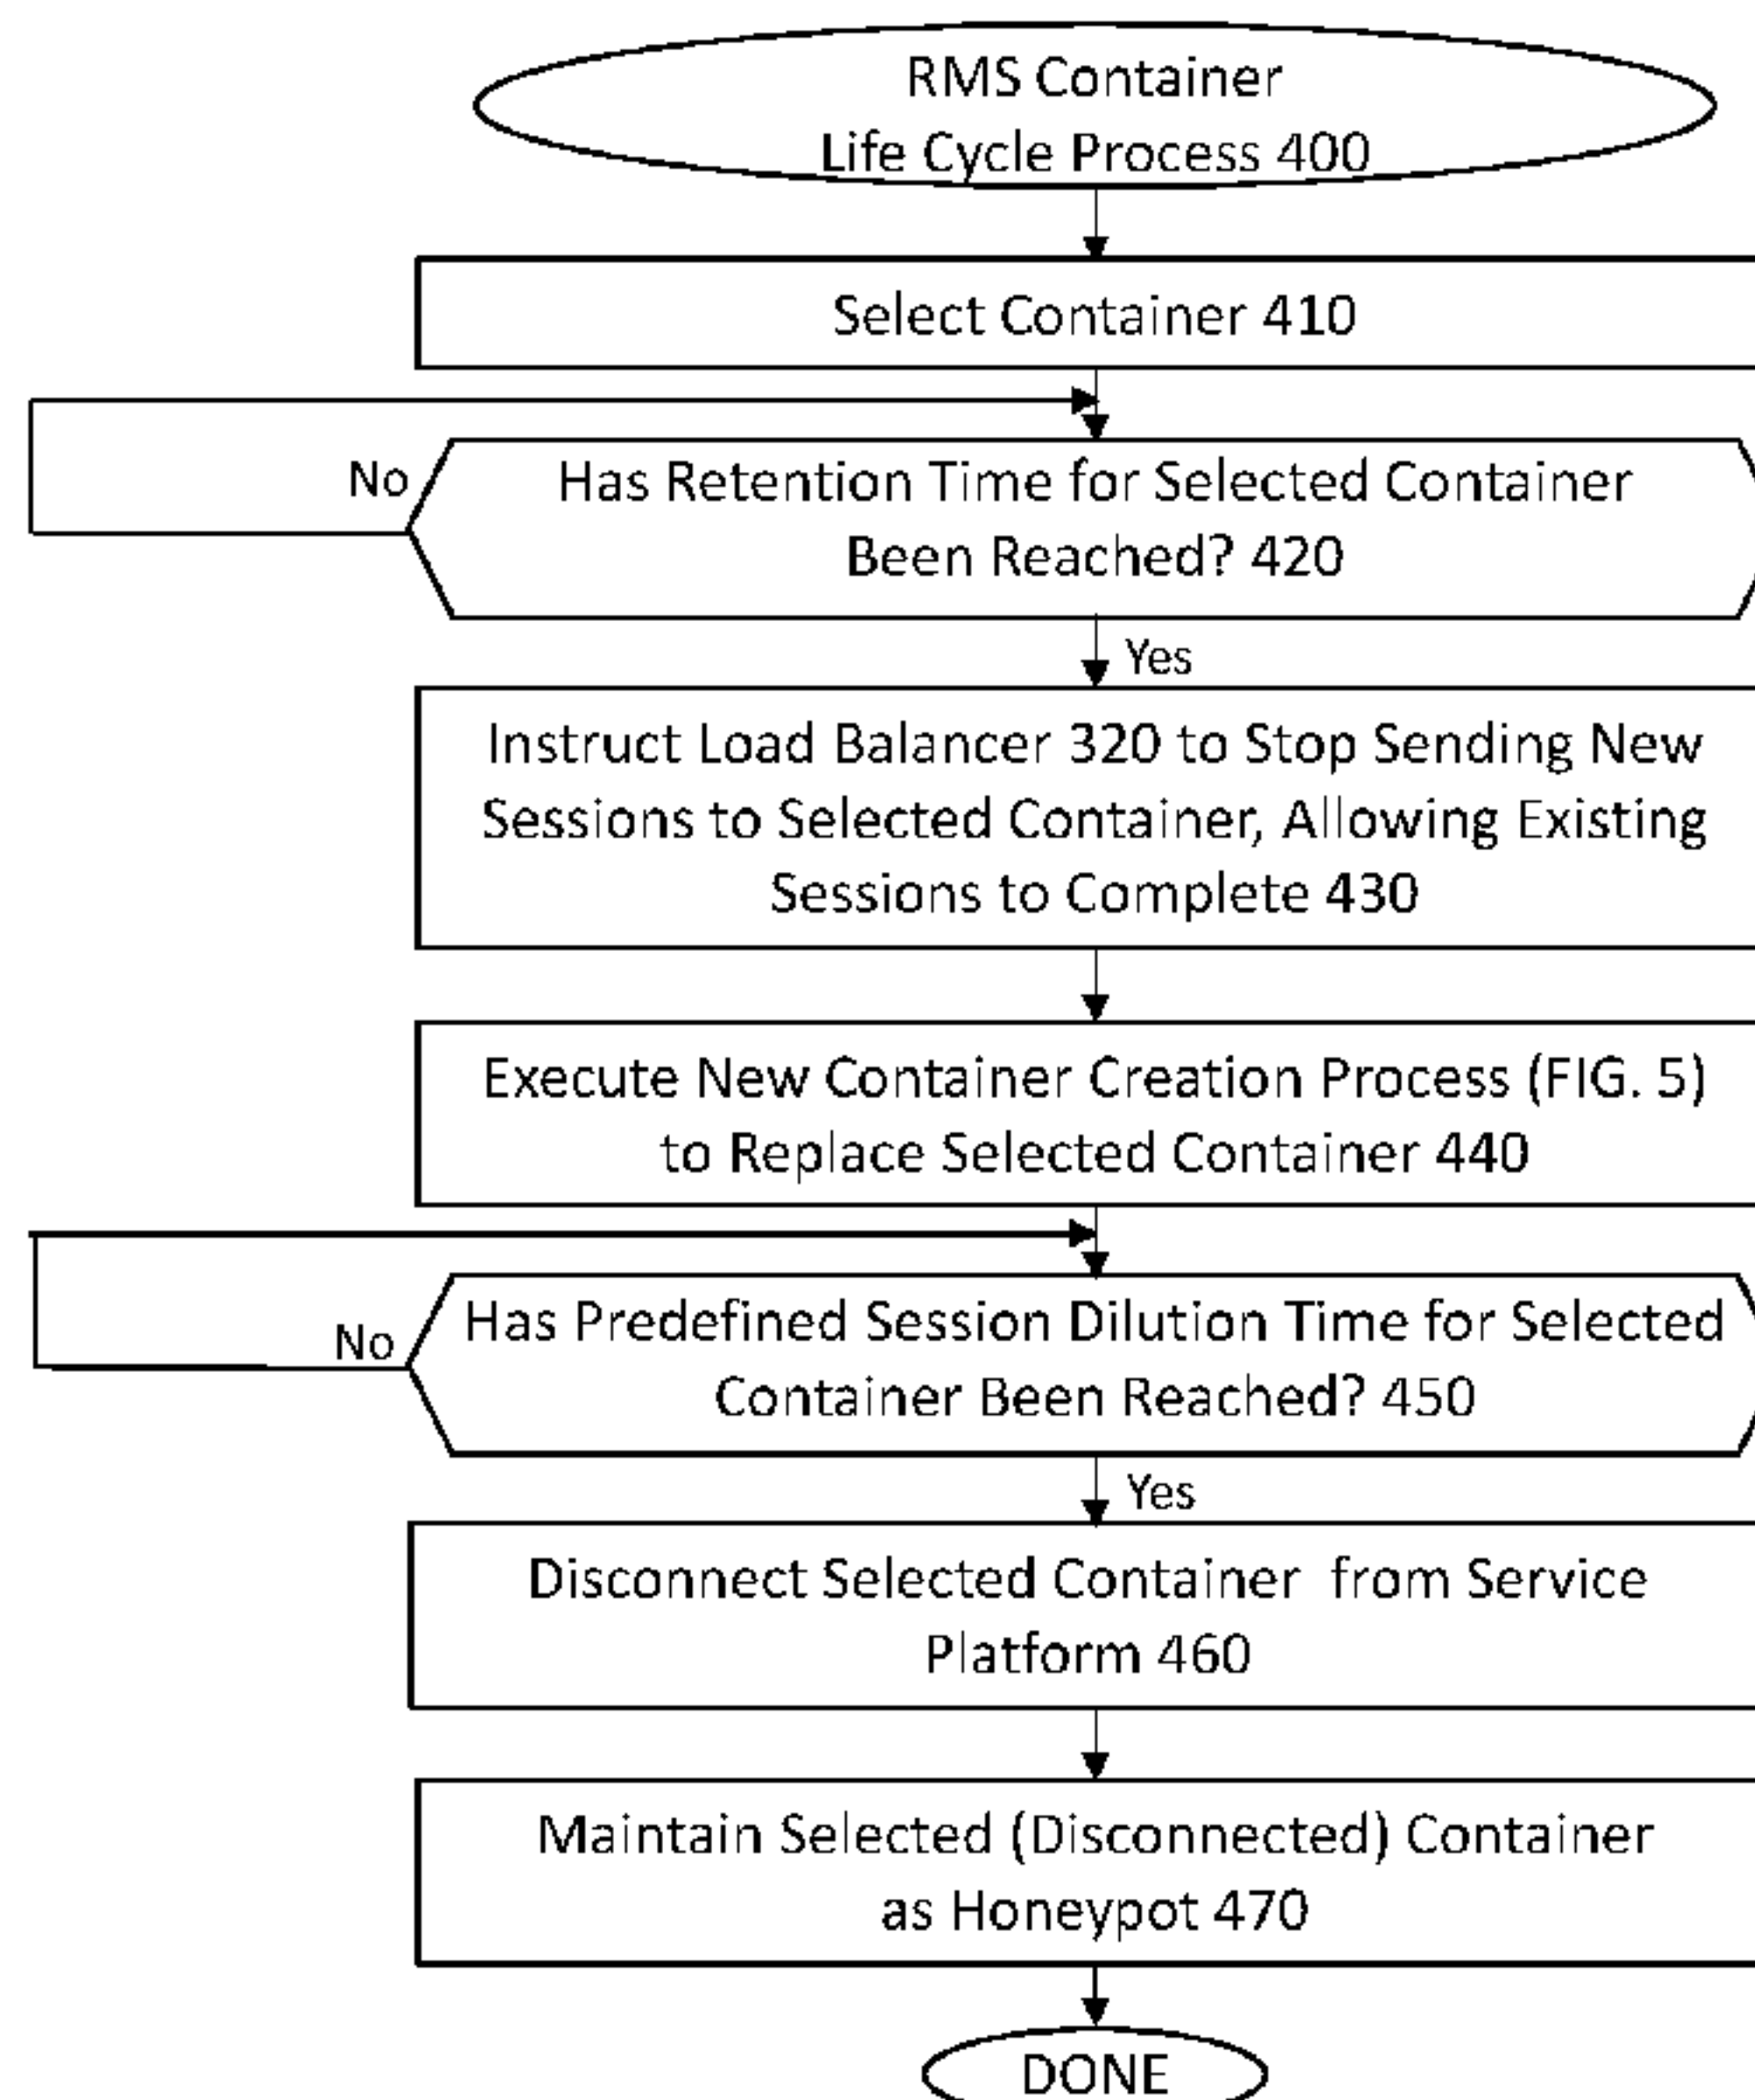 RMS Container
Life Cycle Process 400
Select Container 410
No
Has Retention Time for Selected Container
Been Reached? 420
Yes
Instruct Load Balancer 320 to Stop Sending New
Sessions to Selected Container, Allowing Existing
Sessions to Complete 430
Execute New Container Creation Process (FIG. 5)
to Replace Selected Container 440
No
Has Predefined Session Dilution Time for Selected
Container Been Reached? 450
Yes
Disconnect Selected Container from Service
Platform 460
Maintain Selected (Disconnected) Container
as Honeypot 470
DONE